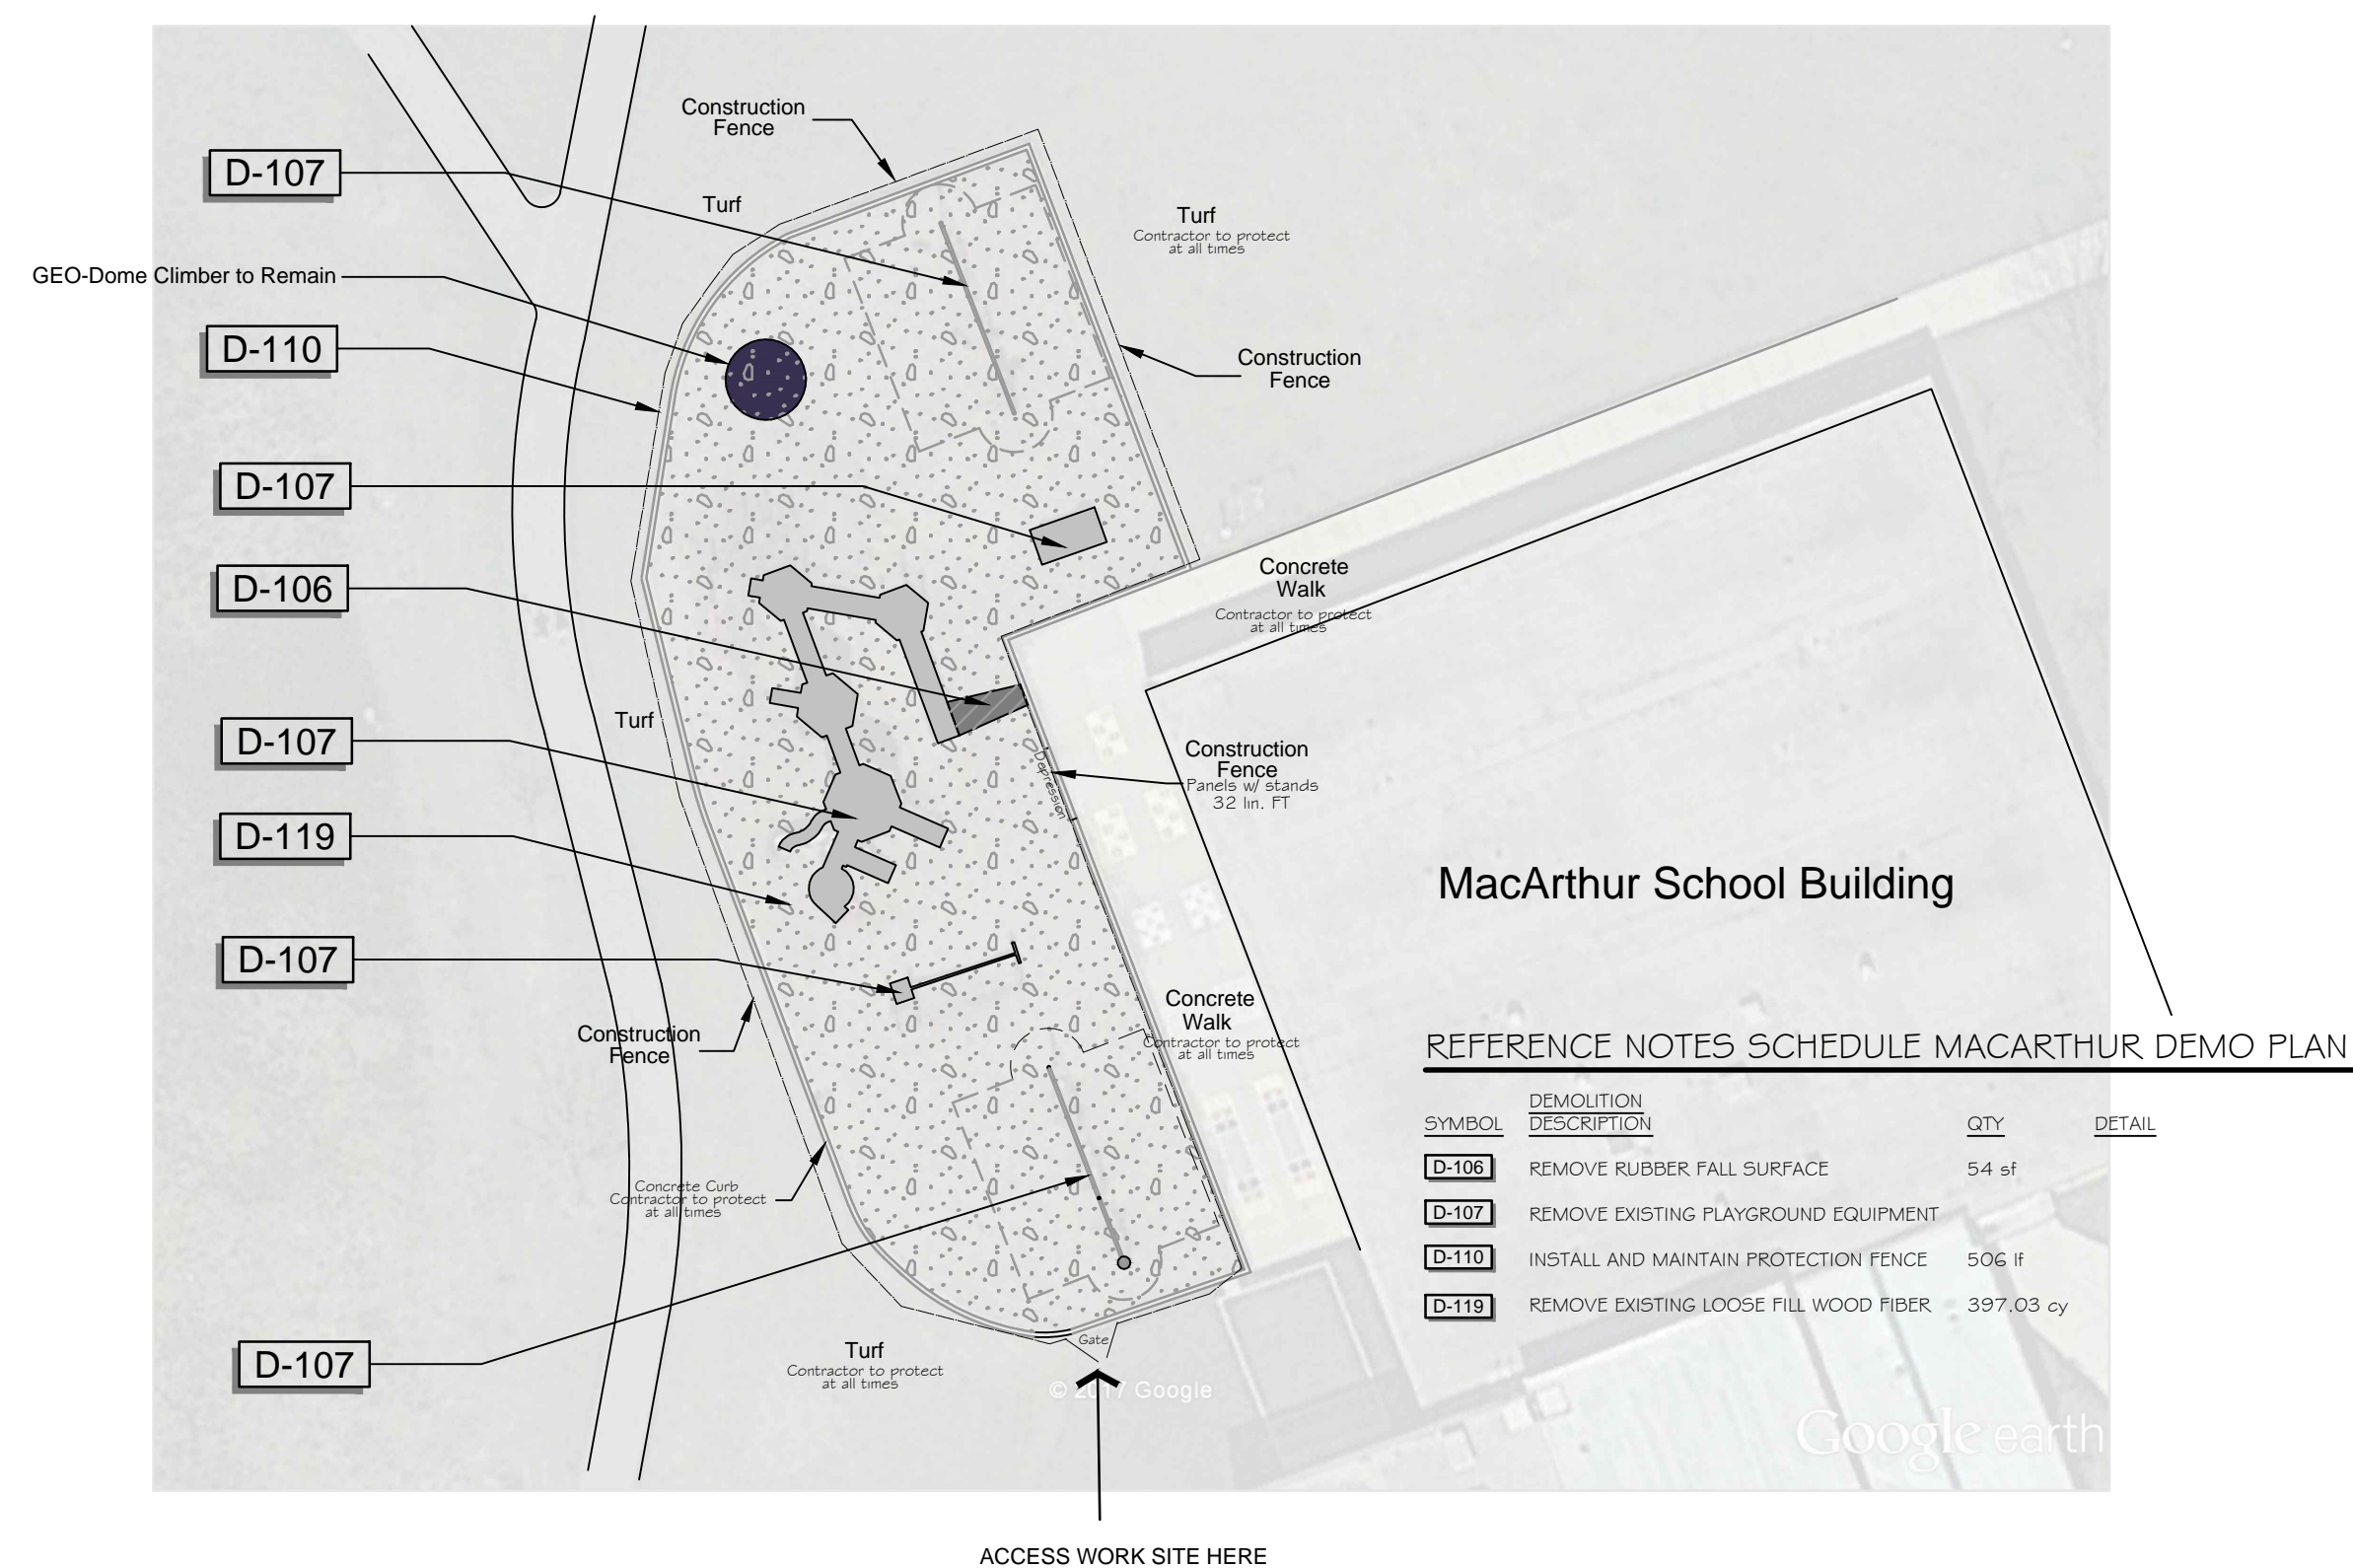 Construction
Fence
D-107
Turf
Turf
Contractor to protect
at all times
GEO-Dome Climber to Remain
D-110
Construction
Fence
D-107
D-106
Concrete
Walk
Contractor to protect
at all times
Turf
D-107
Construction
Fence
Panels w/ stands
32 lin. FT
Depression
D-119
MacArthur School Building
D-107
Construction
Fence
Concrete
Walk
Contractor to protect
at all times
Concrete Curb
Contractor to protect
at all times
D-107
Turf
Contractor to protect
at all times
Gate
© 2017 Google
Google earth
ACCESS WORK SITE HERE
REFERENCE NOTES SCHEDULE MACARTHUR DEMO PLAN
DEMOLITION
SYMBOL DESCRIPTION QTY DETAIL
D-106 REMOVE RUBBER FALL SURFACE 54 sf
D-107 REMOVE EXISTING PLAYGROUND EQUIPMENT
D-110 INSTALL AND MAINTAIN PROTECTION FENCE 506 lf
D-119 REMOVE EXISTING LOOSE FILL WOOD FIBER 397.03 cy